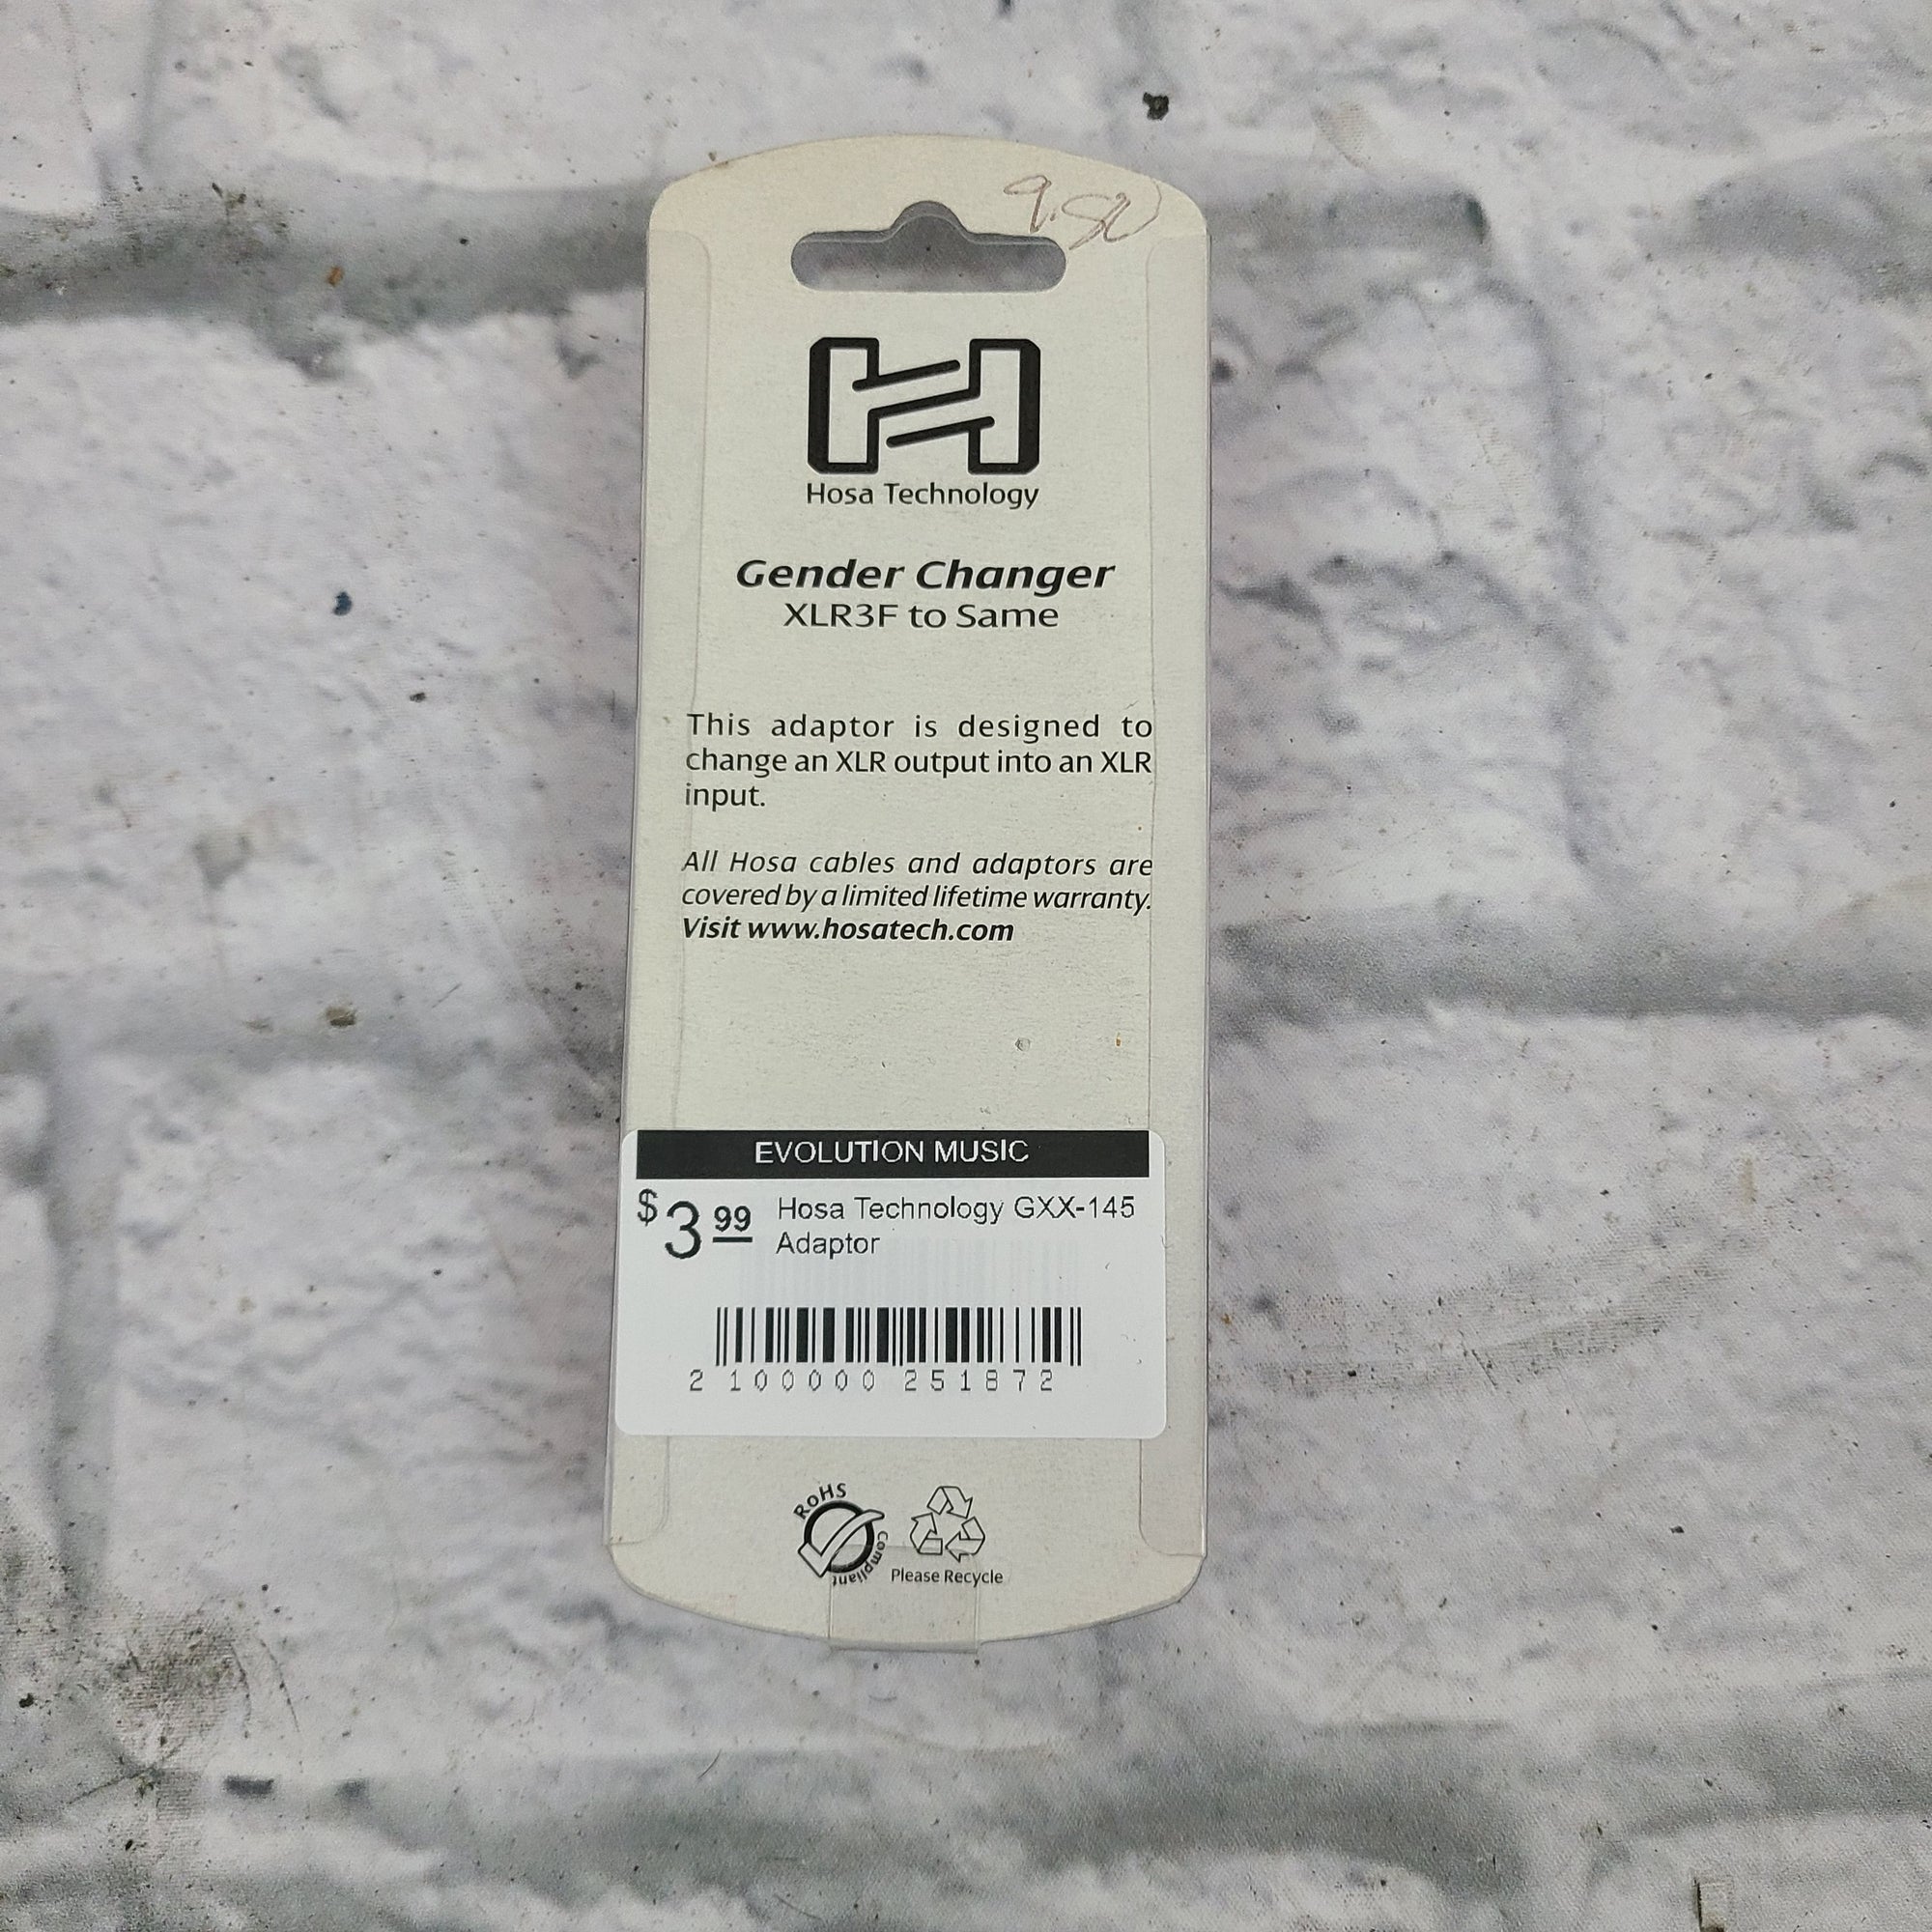 9.50
Hosa Technology
Gender Changer
XLR3F to Same
This adaptor is designed to
change an XLR output into an XLR
input.
All Hosa cables and adaptors are
covered by a limited lifetime warranty.
Visit www.hosatech.com
EVOLUTION MUSIC
$3 99 Hosa Technology GXX-145
Adaptor
2 100000 251872
RoHS
Compliant
Please Recycle